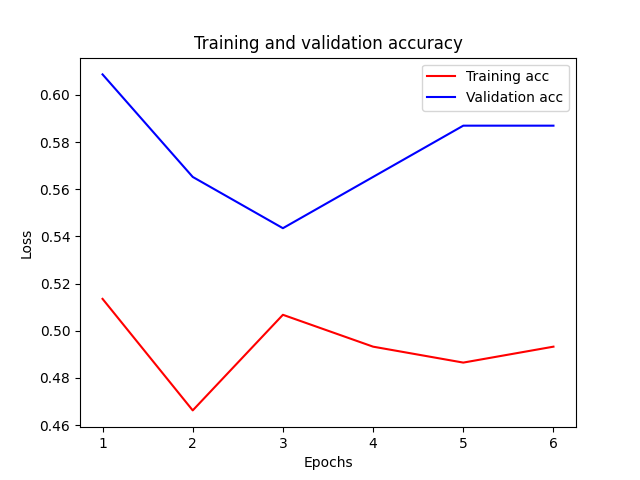 Training and validation accuracy
Training acc
Validation acc
0.60
0.58
0.56
0.54
0.52
0.50
0.48
0.46
Loss
1 2 3 4 5 6
Epochs